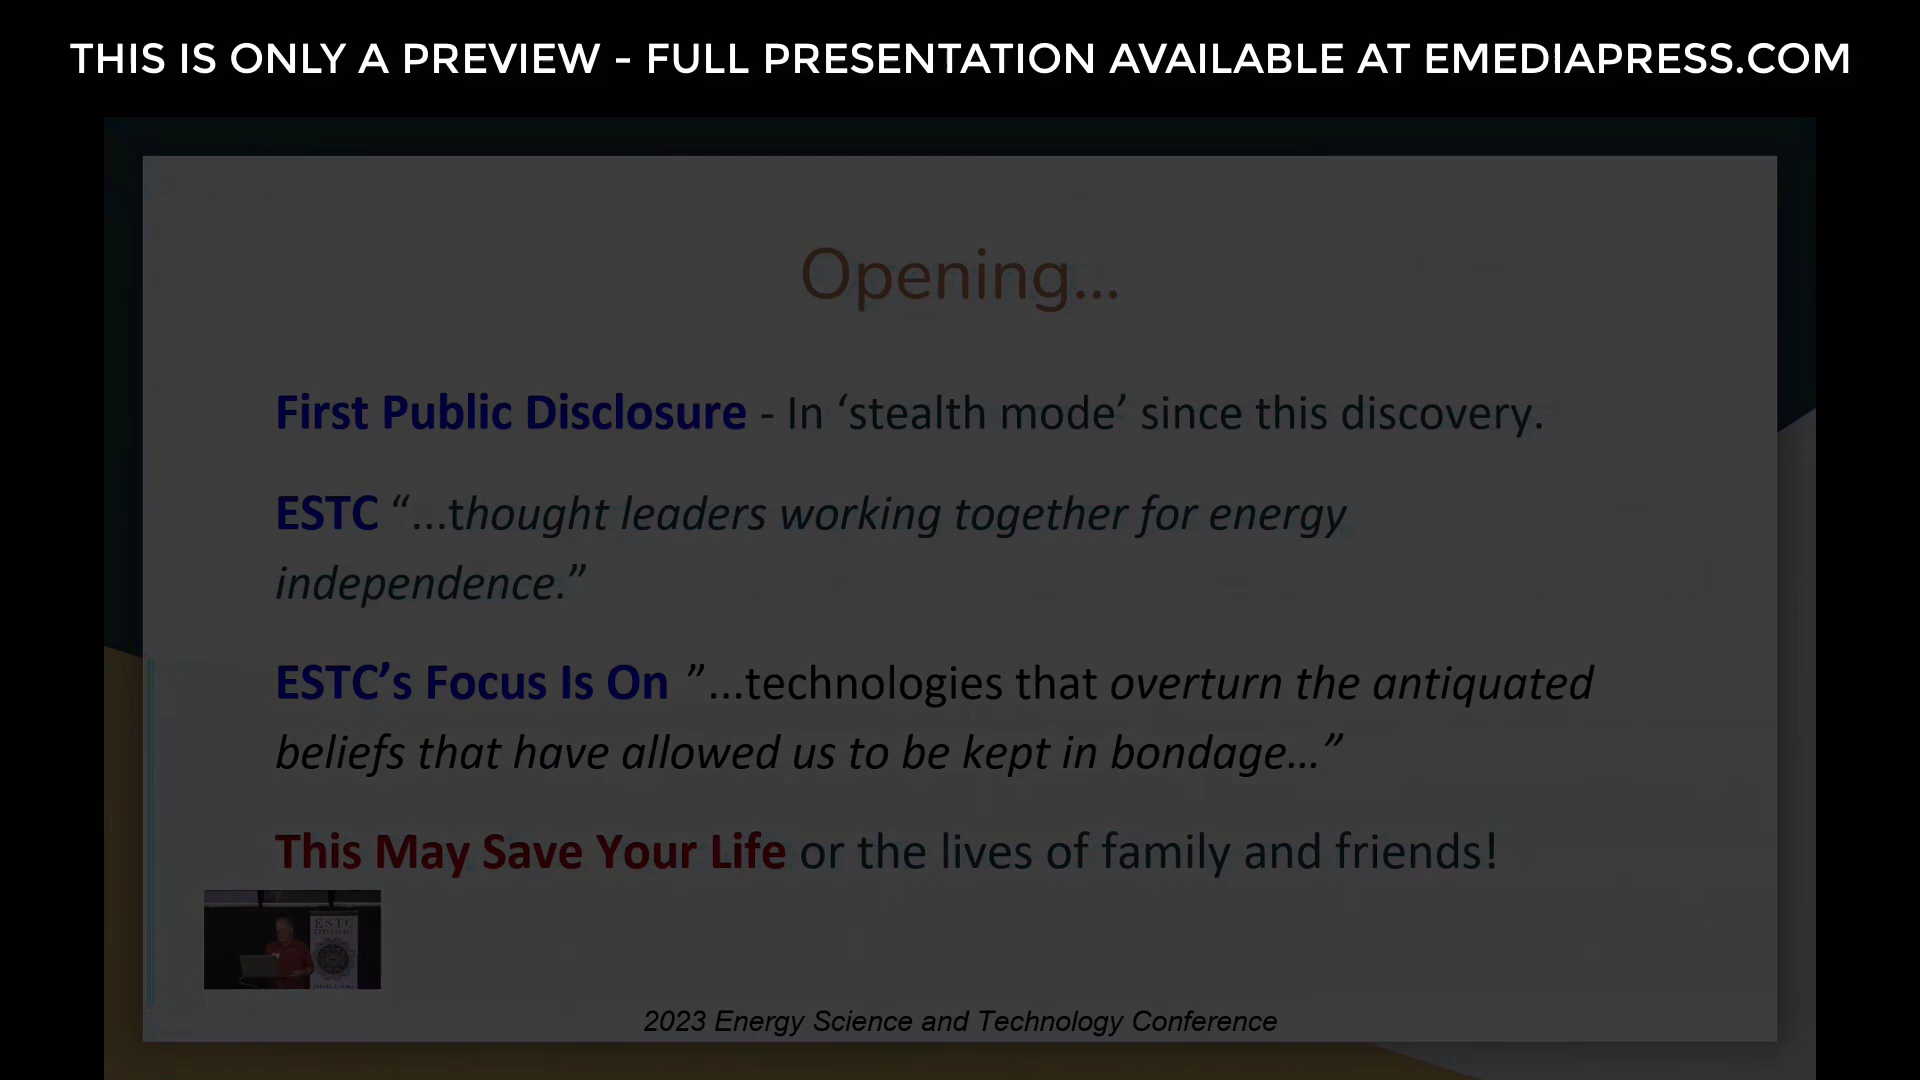 THIS IS ONLY A PREVIEW - FULL PRESENTATION AVAILABLE AT EMEDIAPRESS.COM
Opening...
First Public Disclosure - In ‘stealth mode’ since this discovery.
ESTC “...thought leaders working together for energy
independence.”
ESTC’s Focus Is On ”...technologies that overturn the antiquated
beliefs that have allowed us to be kept in bondage...”
This May Save Your Life or the lives of family and friends!
ESTC
CONFERENCE
2023 Energy Science and Technology Conference